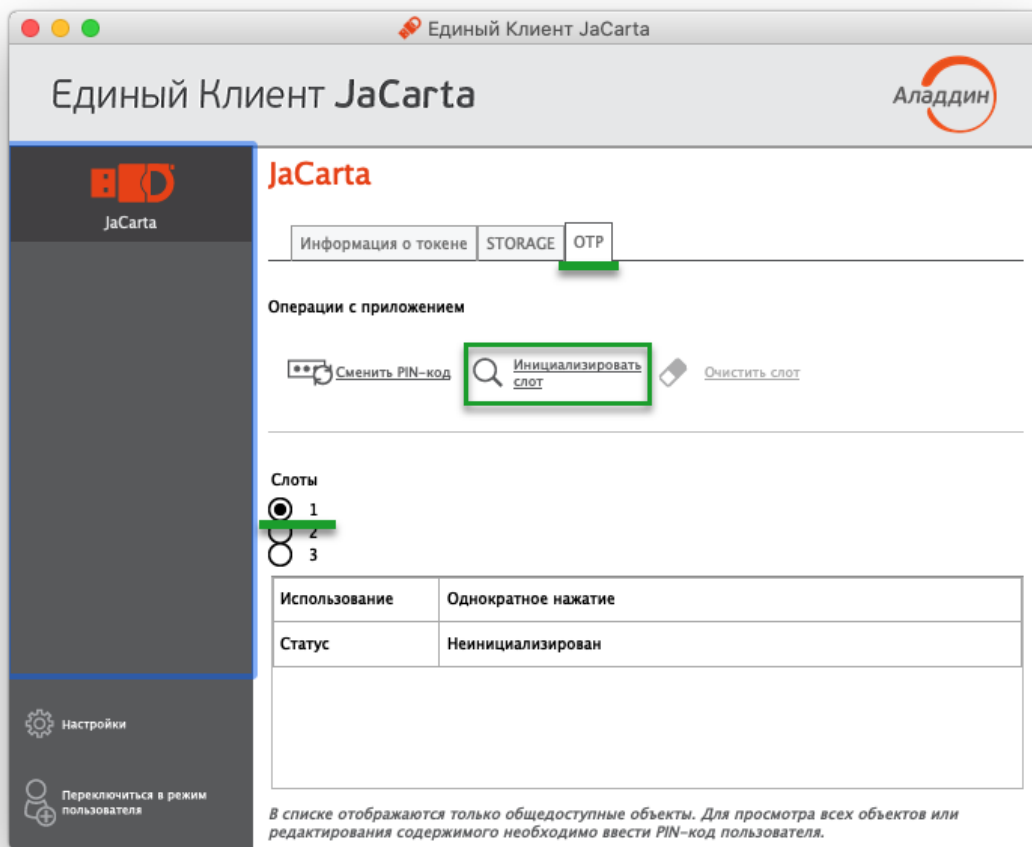 Единый Клиент JaCarta
Единый Клиент JaCarta
Аладдин
JaCarta
JaCarta
Информация о токене
STORAGE
OTP
Операции с приложением
Сменить PIN-код
Инициализировать
слот
Очистить слот
Слоты
1
2
3
Использование Однократное нажатие
Статус Неинициализирован
Настройки
Переключиться в режим
пользователя
В списке отображаются только общедоступные объекты. Для просмотра всех объектов или
редактирования содержимого необходимо ввести PIN-код пользователя.